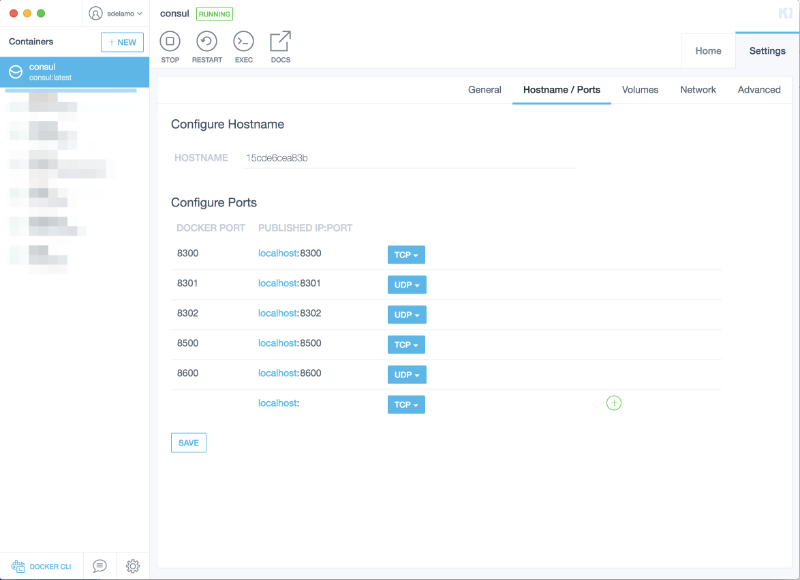 sdelamo
consul RUNNING
Containers
+ NEW
STOP RESTART EXEC DOCS
Home Settings
consul
consul:latest
General Hostname / Ports Volumes Network Advanced
Configure Hostname
HOSTNAME 15cde6cea83b
Configure Ports
DOCKER PORT PUBLISHED IP:PORT
8300 localhost:8300 TCP
8301 localhost:8301 UDP
8302 localhost:8302 UDP
8500 localhost:8500 TCP
8600 localhost:8600 UDP
localhost: TCP
SAVE
DOCKER CLI